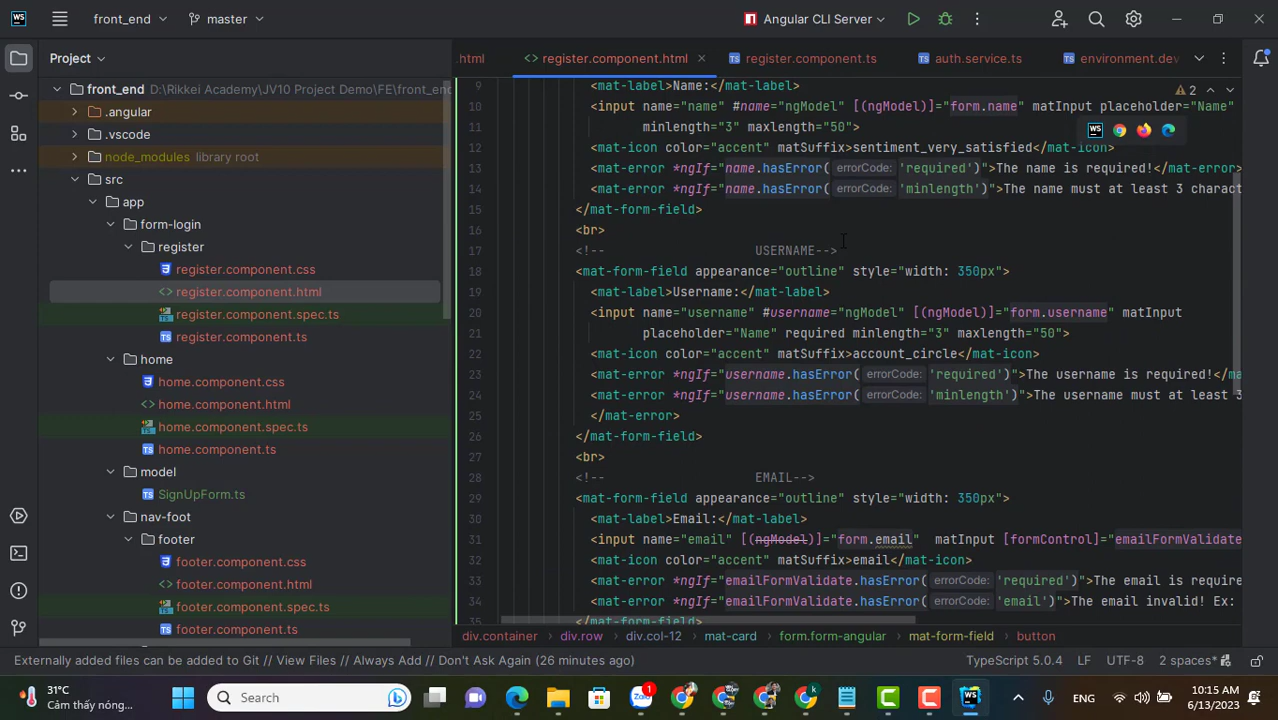 WS
front_end
master
Angular CLI Server
Project
.html
register.component.html
register.component.ts
auth.service.ts
environment.dev
front_end D:\Rikkei Academy\JV10 Project Demo\FE\front_en
.angular
.vscode
node_modules library root
src
app
form-login
register
register.component.css
register.component.html
register.component.spec.ts
register.component.ts
home
home.component.css
home.component.html
home.component.spec.ts
home.component.ts
model
SignUpForm.ts
nav-foot
footer
footer.component.css
footer.component.html
footer.component.spec.ts
footer.component.ts
2
9 <mat-label>Name:</mat-label>
10 <input name="name" #name="ngModel" [(ngModel)]="form.name" matInput placeholder="Name"
11 minlength="3" maxlength="50">
12 <mat-icon color="accent" matSuffix>sentiment_very_satisfied</mat-icon>
13 <mat-error *ngIf="name.hasError( errorCode: 'required')">The name is required!</mat-error>
14 <mat-error *ngIf="name.hasError( errorCode: 'minlength')">The name must at least 3 charact
15 </mat-form-field>
16 <br>
17 <!-- USERNAME-->
18 <mat-form-field appearance="outline" style="width: 350px">
19 <mat-label>Username:</mat-label>
20 <input name="username" #username="ngModel" [(ngModel)]="form.username" matInput
21 placeholder="Name" required minlength="3" maxlength="50">
22 <mat-icon color="accent" matSuffix>account_circle</mat-icon>
23 <mat-error *ngIf="username.hasError( errorCode: 'required')">The username is required!</ma
24 <mat-error *ngIf="username.hasError( errorCode: 'minlength')">The username must at least 3
25 </mat-error>
26 </mat-form-field>
27 <br>
28 <!-- EMAIL-->
29 <mat-form-field appearance="outline" style="width: 350px">
30 <mat-label>Email:</mat-label>
31 <input name="email" [(ngModel)]="form.email" matInput [formControl]="emailFormValidate
32 <mat-icon color="accent" matSuffix>email</mat-icon>
33 <mat-error *ngIf="emailFormValidate.hasError( errorCode: 'required')">The email is require
34 <mat-error *ngIf="emailFormValidate.hasError( errorCode: 'email')">The email invalid! Ex:
35 </mat-form-field>
div.container div.row div.col-12 mat-card form.form-angular mat-form-field button
Externally added files can be added to Git // View Files // Always Add // Don't Ask Again (26 minutes ago)
TypeScript 5.0.4 LF UTF-8 2 spaces*
31°C
Cảm thấy nóng...
Search
Zalo
1
k
WS
ENG
10:15 AM
6/13/2023